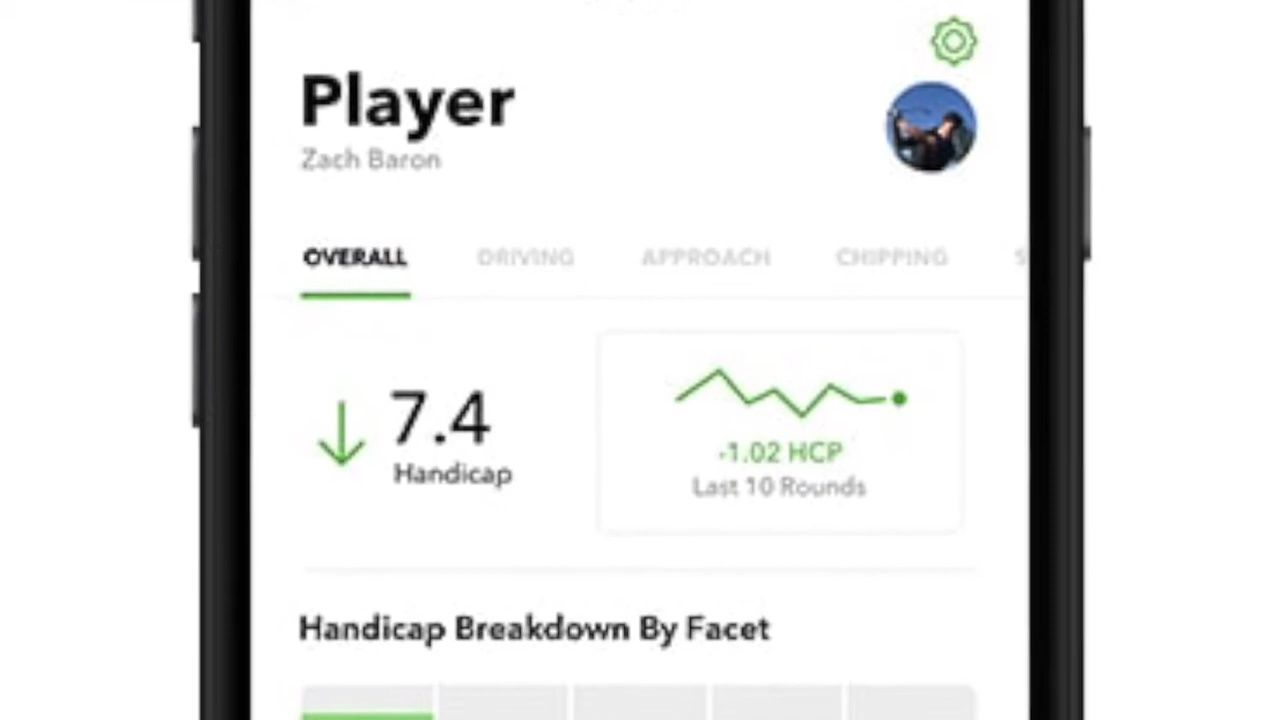 Player
Zach Baron
OVERALL DRIVING APPROACH CHIPPING
7.4
Handicap
-1.02 HCP
Last 10 Rounds
Handicap Breakdown By Facet